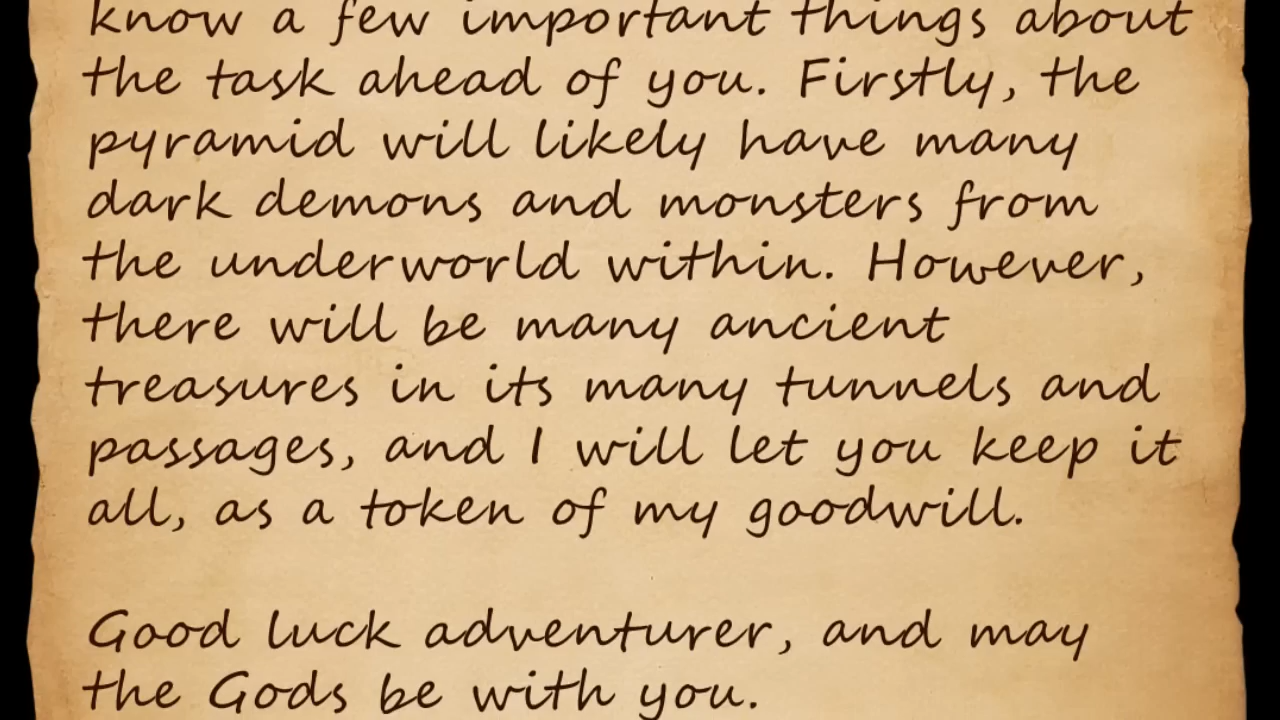 know a few important things about
the task ahead of you. Firstly, the
pyramid will likely have many
dark demons and monsters from
the underworld within. However,
there will be many ancient
treasures in its many tunnels and
passages, and I will let you keep it
all, as a token of my goodwill.
Good luck adventurer, and may
the Gods be with you.